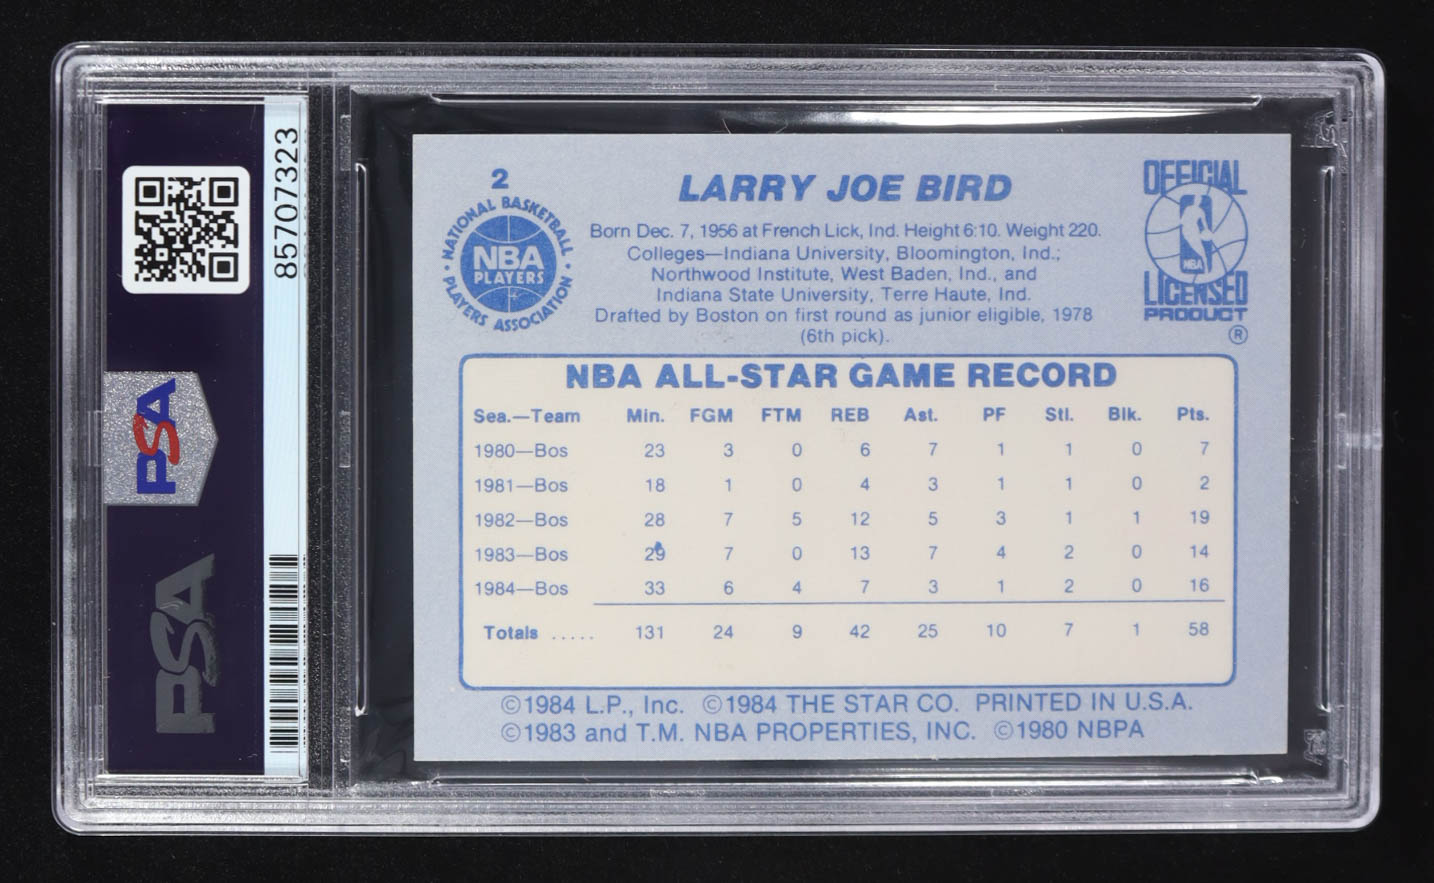 85707323
PSA
PSA
2
NATIONAL BASKETBALL
NBA
PLAYERS
PLAYERS ASSOCIATION
LARRY JOE BIRD
Born Dec. 7, 1956 at French Lick, Ind. Height 6:10. Weight 220.
Colleges—Indiana University, Bloomington, Ind.;
Northwood Institute, West Baden, Ind., and
Indiana State University, Terre Haute, Ind.
Drafted by Boston on first round as junior eligible, 1978
(6th pick).
OFFICIAL
NBA
LICENSED
PRODUCT
®
NBA ALL-STAR GAME RECORD
Sea.—Team Min. FGM FTM REB Ast. PF Stl. Blk. Pts.
1980—Bos 23 3 0 6 7 1 1 0 7
1981—Bos 18 1 0 4 3 1 1 0 2
1982—Bos 28 7 5 12 5 3 1 1 19
1983—Bos 29 7 0 13 7 4 2 0 14
1984—Bos 33 6 4 7 3 1 2 0 16
Totals ..... 131 24 9 42 25 10 7 1 58
©1984 L.P., Inc. ©1984 THE STAR CO. PRINTED IN U.S.A.
©1983 and T.M. NBA PROPERTIES, INC. ©1980 NBPA